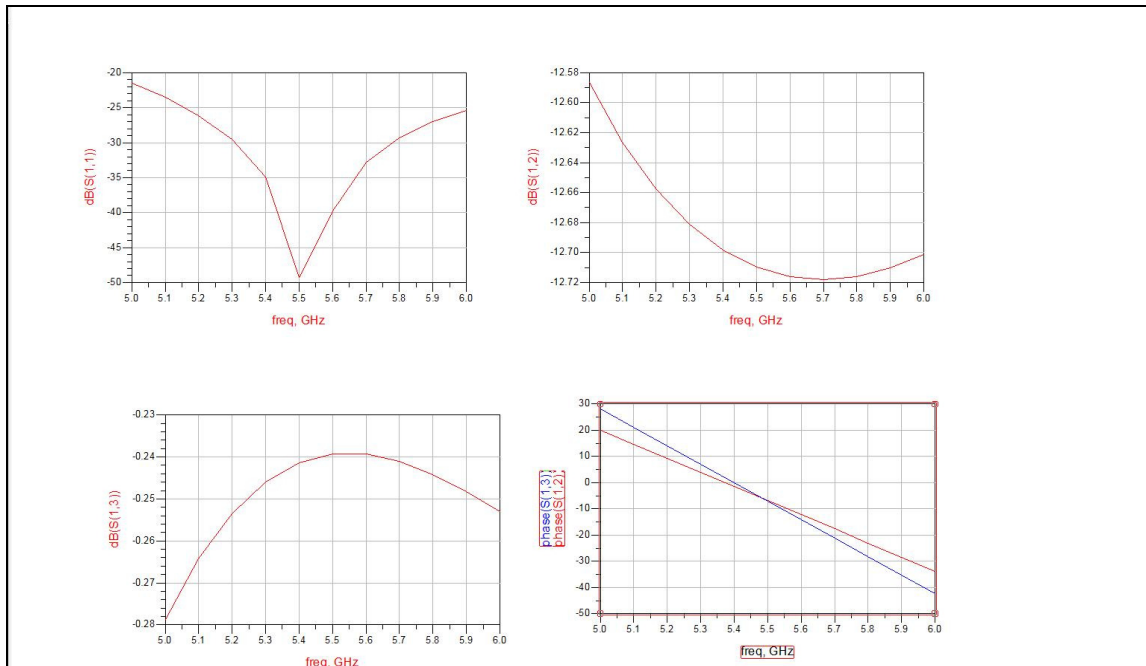 -20
-25
-30
-35
-40
-45
-50
dB(S(1,1))
5.0 5.1 5.2 5.3 5.4 5.5 5.6 5.7 5.8 5.9 6.0
freq, GHz
-12.58
-12.60
-12.62
-12.64
-12.66
-12.68
-12.70
-12.72
dB(S(1,2))
5.0 5.1 5.2 5.3 5.4 5.5 5.6 5.7 5.8 5.9 6.0
freq, GHz
-0.23
-0.24
-0.25
-0.26
-0.27
-0.28
dB(S(1,3))
5.0 5.1 5.2 5.3 5.4 5.5 5.6 5.7 5.8 5.9 6.0
freq, GHz
30
20
10
0
-10
-20
-30
-40
-50
phase(S(1,3))
phase(S(1,2))
5.0 5.1 5.2 5.3 5.4 5.5 5.6 5.7 5.8 5.9 6.0
freq, GHz